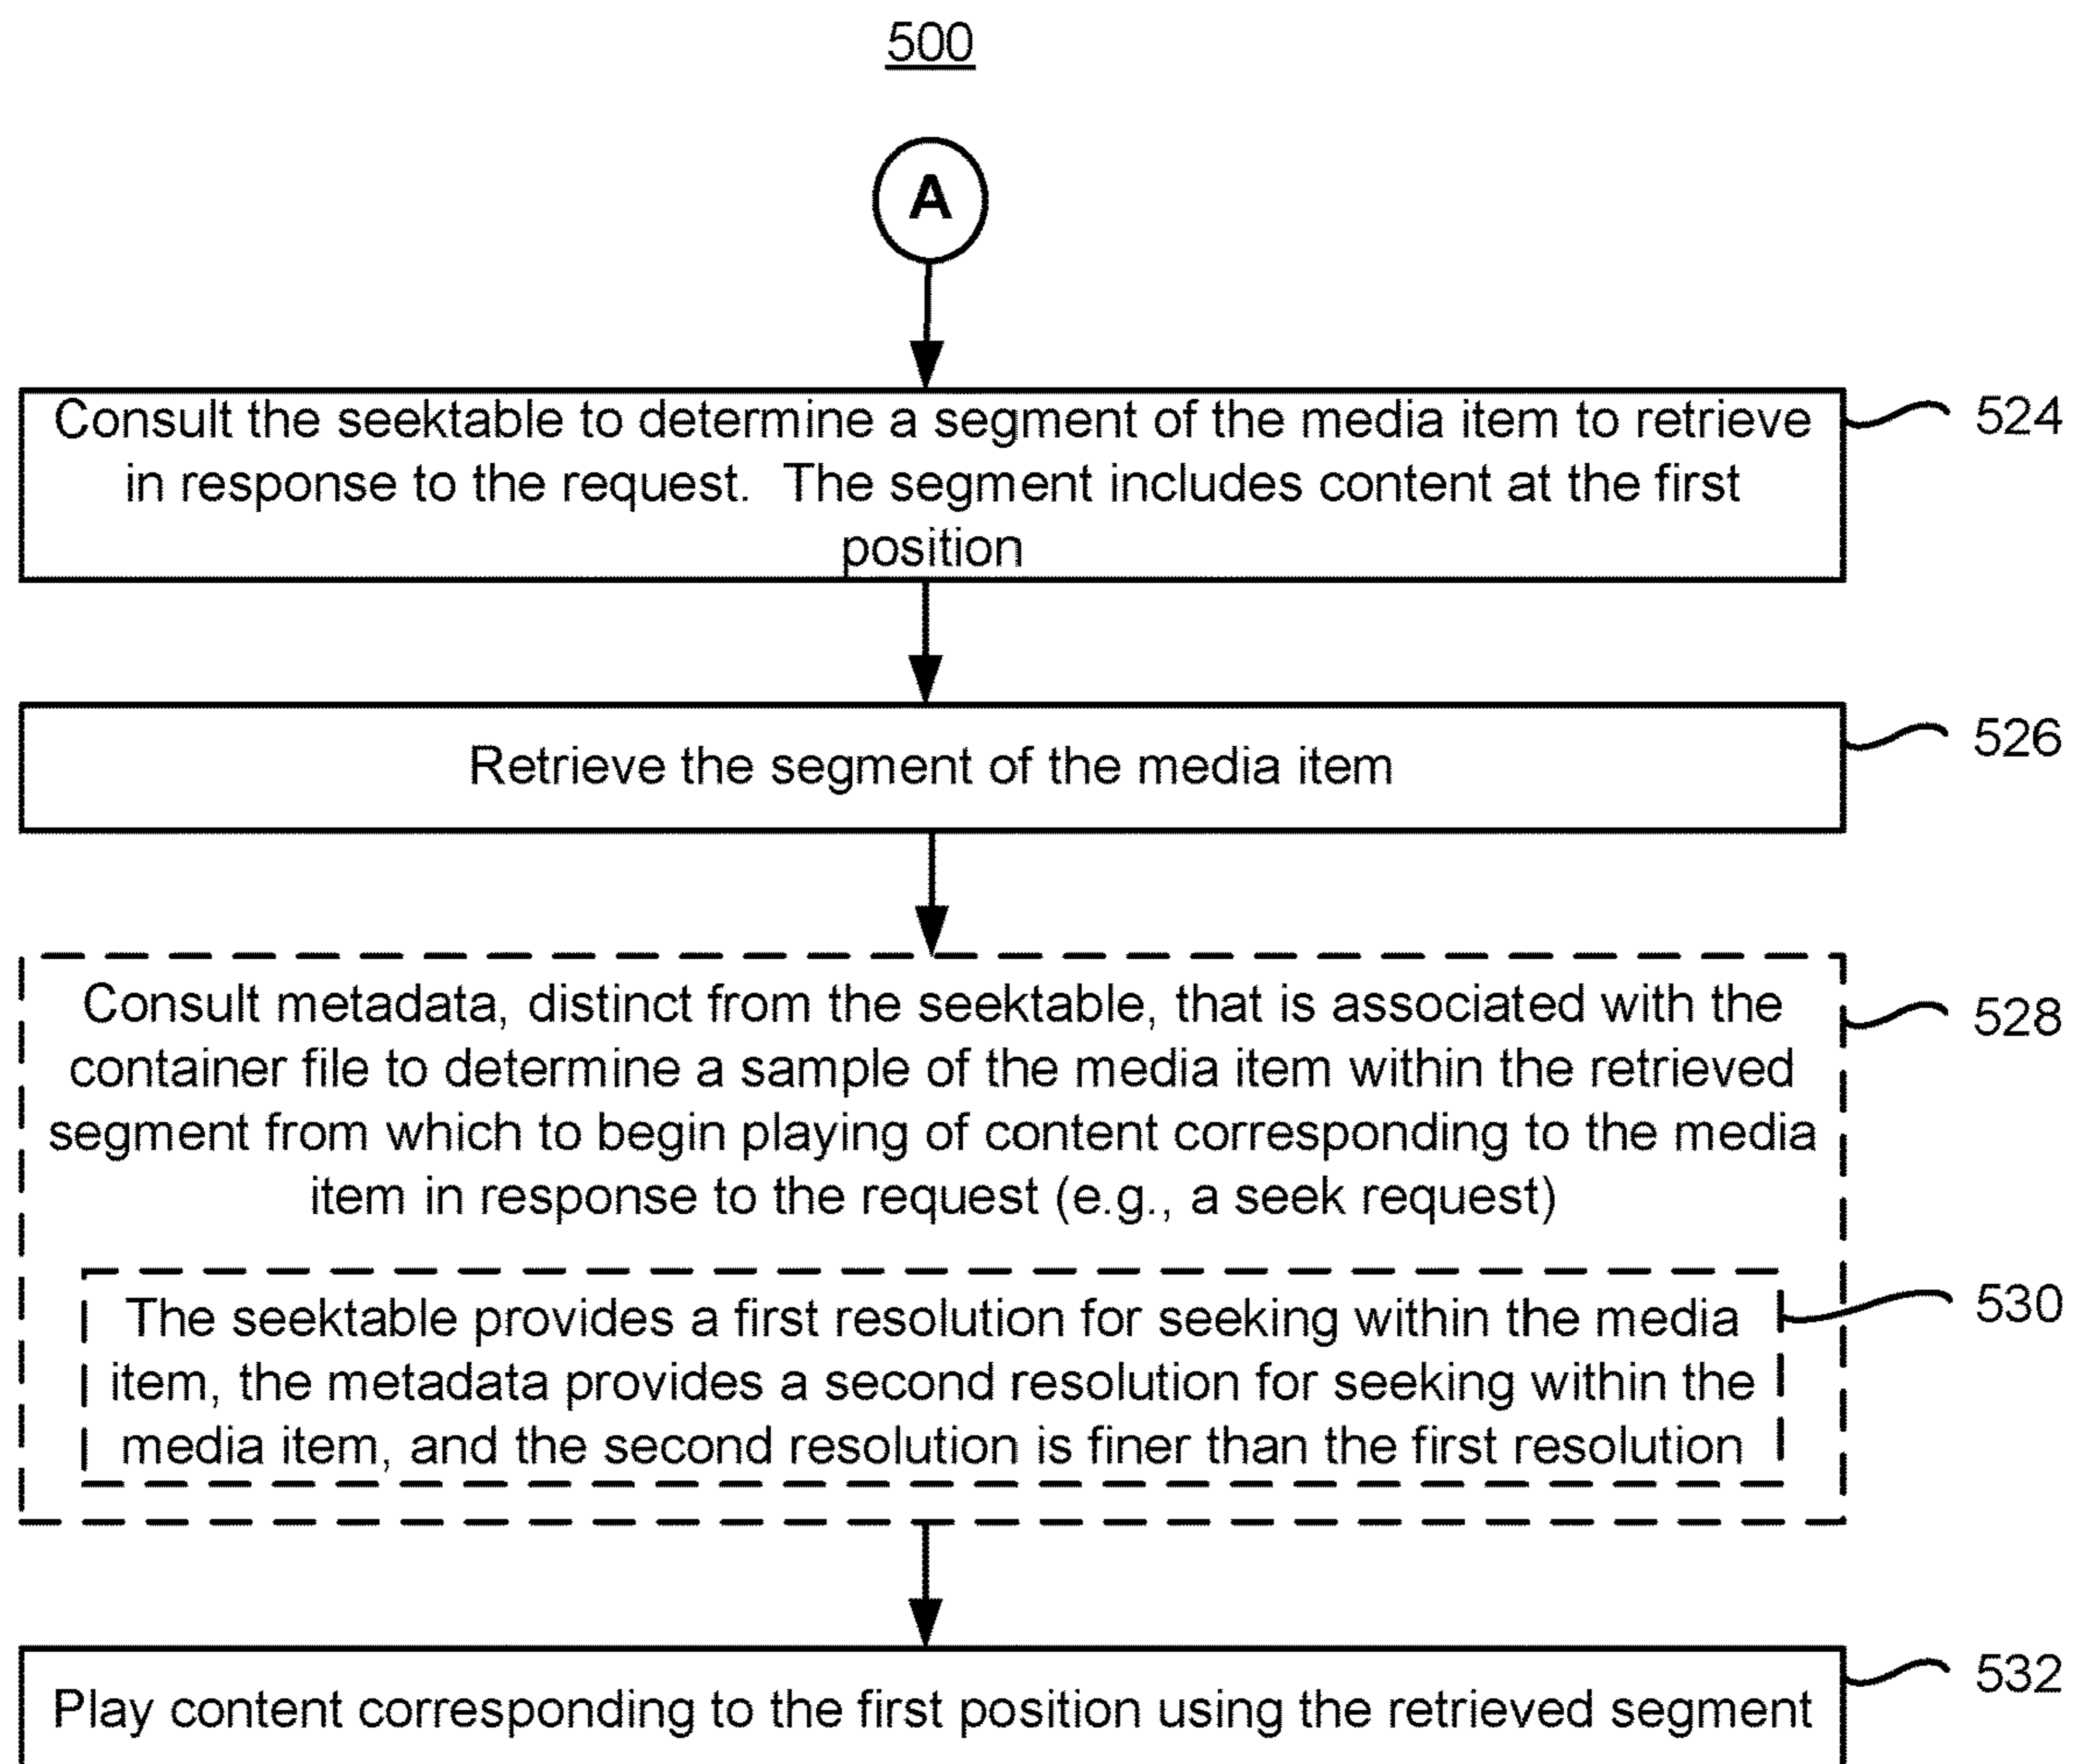 500
A
Consult the seektable to determine a segment of the media item to retrieve
in response to the request. The segment includes content at the first
position
524
Retrieve the segment of the media item
526
Consult metadata, distinct from the seektable, that is associated with the
container file to determine a sample of the media item within the retrieved
segment from which to begin playing of content corresponding to the media
item in response to the request (e.g., a seek request)
528
The seektable provides a first resolution for seeking within the media
item, the metadata provides a second resolution for seeking within the
media item, and the second resolution is finer than the first resolution
530
Play content corresponding to the first position using the retrieved segment
532